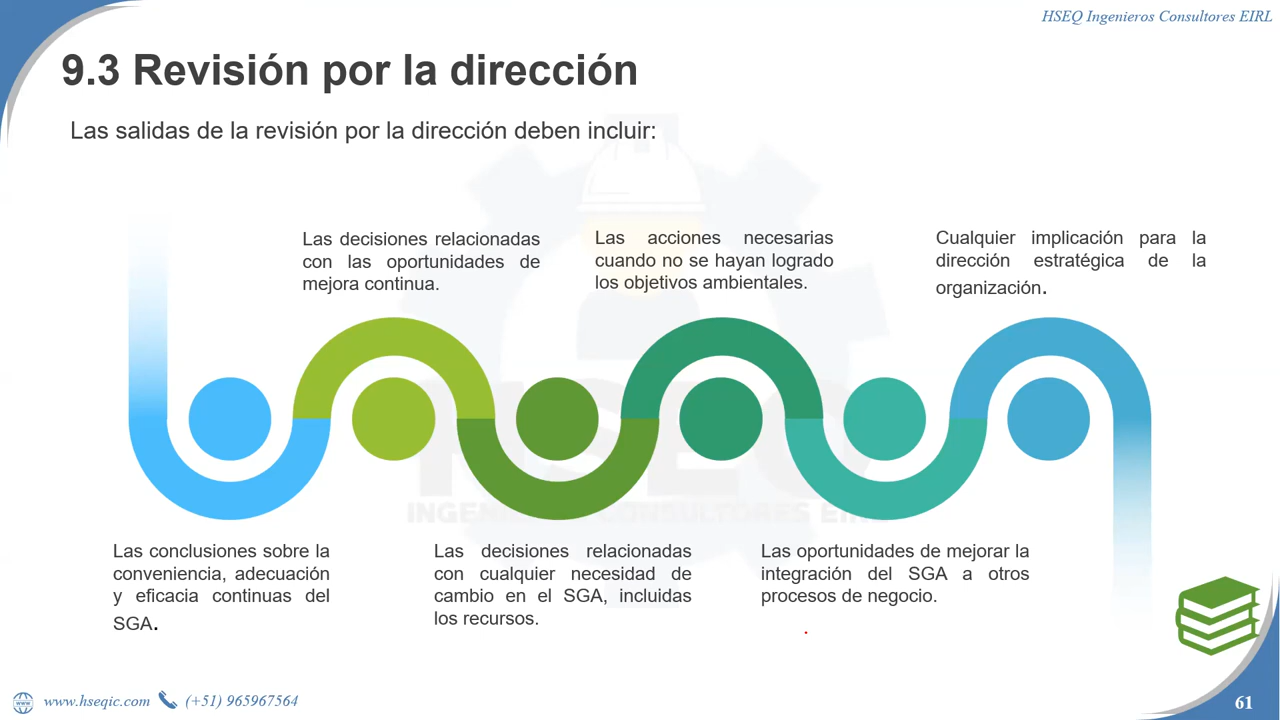 HSEQ Ingenieros Consultores EIRL
9.3 Revisión por la dirección
Las salidas de la revisión por la dirección deben incluir:
Las decisiones relacionadas
con las oportunidades de
mejora continua.
Las acciones necesarias
cuando no se hayan logrado
los objetivos ambientales.
Cualquier implicación para la
dirección estratégica de la
organización.
HSEQ
INGENIEROS CONSULTORES EIRL
Las conclusiones sobre la
conveniencia, adecuación
y eficacia continuas del
SGA.
Las decisiones relacionadas
con cualquier necesidad de
cambio en el SGA, incluidas
los recursos.
Las oportunidades de mejorar la
integración del SGA a otros
procesos de negocio.
www.hseqic.com
(+51) 965967564
61